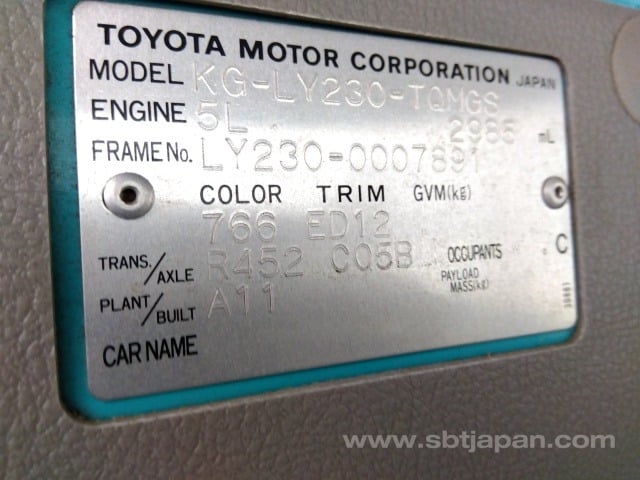 TOYOTA MOTOR CORPORATION JAPAN
MODEL KG-LY230-TQMGS
ENGINE 5L 2985 mL
FRAME No. LY230-0007891
COLOR TRIM GVM(kg)
766 ED12
TRANS./AXLE R452 C05B OCCUPANTS C
PAYLOAD MASS(kg)
PLANT/BUILT A11
CAR NAME
www.sbtjapan.com